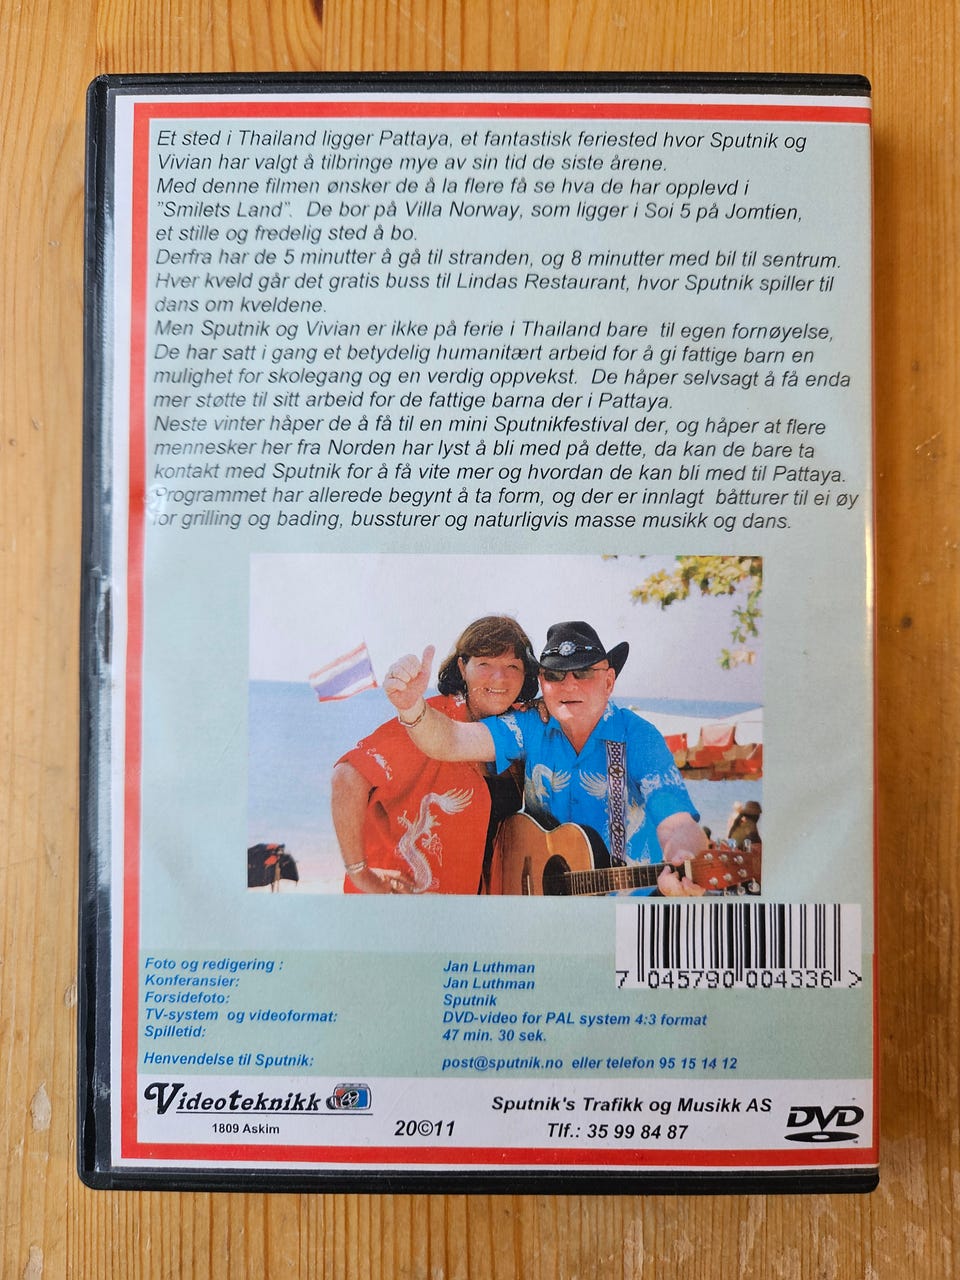 Et sted i Thailand ligger Pattaya, et fantastisk feriested hvor Sputnik og
Vivian har valgt å tilbringe mye av sin tid de siste årene.
Med denne filmen ønsker de å la flere få se hva de har opplevd i
"Smilets Land". De bor på Villa Norway, som ligger i Soi 5 på Jomtien,
et stille og fredelig sted å bo.
Derfra har de 5 minutter å gå til stranden, og 8 minutter med bil til sentrum.
Hver kveld går det gratis buss til Lindas Restaurant, hvor Sputnik spiller til
dans om kveldene.
Men Sputnik og Vivian er ikke på ferie i Thailand bare til egen fornøyelse,
De har satt i gang et betydelig humanitært arbeid for å gi fattige barn en
mulighet for skolegang og en verdig oppvekst. De håper selvsagt å få enda
mer støtte til sitt arbeid for de fattige barna der i Pattaya.
Neste vinter håper de å få til en mini Sputnikfestival der, og håper at flere
mennesker her fra Norden har lyst å bli med på dette, da kan de bare ta
kontakt med Sputnik for å få vite mer og hvordan de kan bli med til Pattaya.
Programmet har allerede begynt å ta form, og der er innlagt båtturer til ei øy
for grilling og bading, bussturer og naturligvis masse musikk og dans.
7 045790 004336 >
Foto og redigering : Jan Luthman
Konferansier: Jan Luthman
Forsidefoto: Sputnik
TV-system og videoformat: DVD-video for PAL system 4:3 format
Spilletid: 47 min. 30 sek.
Henvendelse til Sputnik: post@sputnik.no eller telefon 95 15 14 12
Videoteknikk
1809 Askim
20©11
Sputnik's Trafikk og Musikk AS
Tlf.: 35 99 84 87
DVD